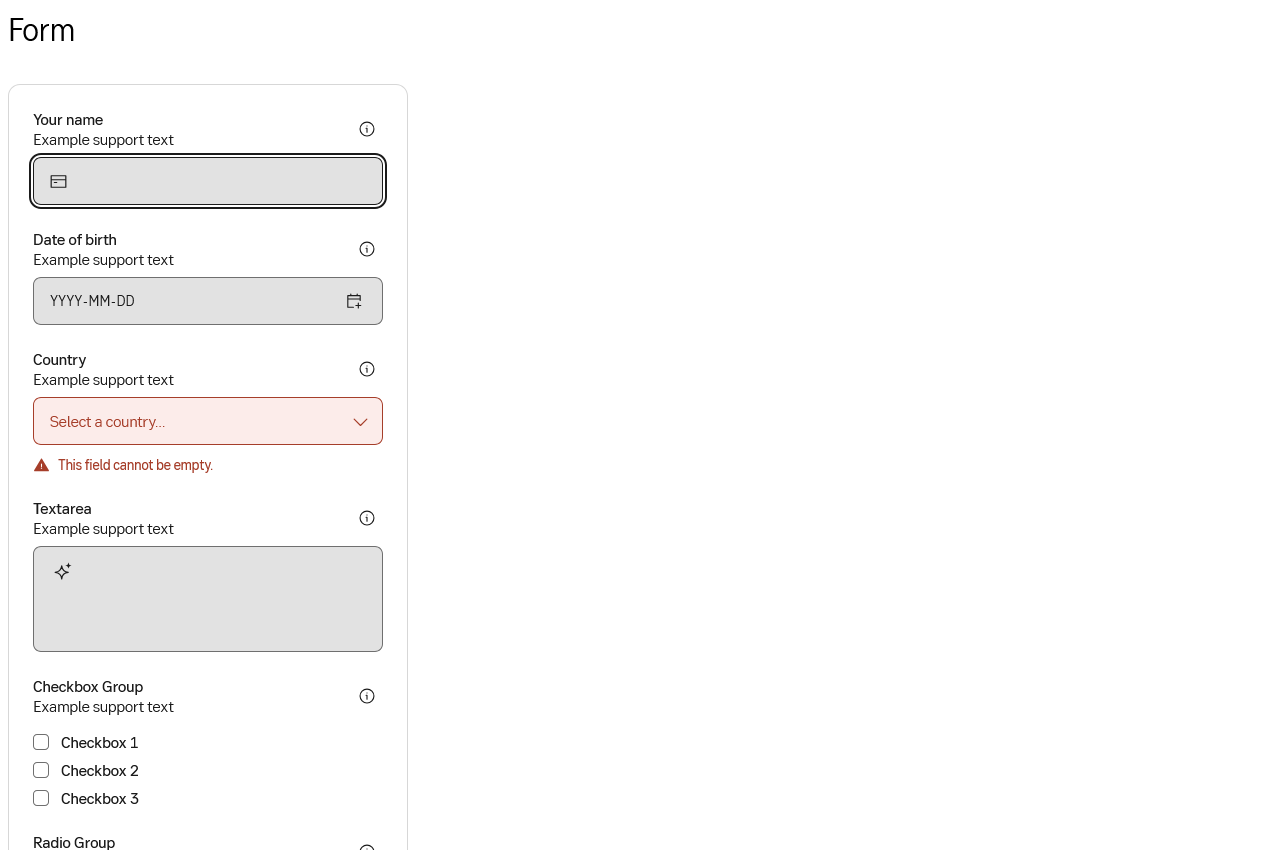 Form
Your name
Example support text
Date of birth
Example support text
YYYY-MM-DD
Country
Example support text
Select a country...
This field cannot be empty.
Textarea
Example support text
Checkbox Group
Example support text
Checkbox 1
Checkbox 2
Checkbox 3
Radio Group